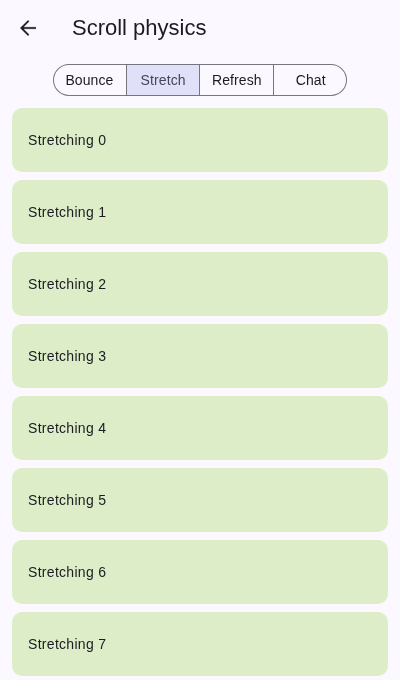 Scroll physics
Bounce Stretch Refresh Chat
Stretching 0
Stretching 1
Stretching 2
Stretching 3
Stretching 4
Stretching 5
Stretching 6
Stretching 7